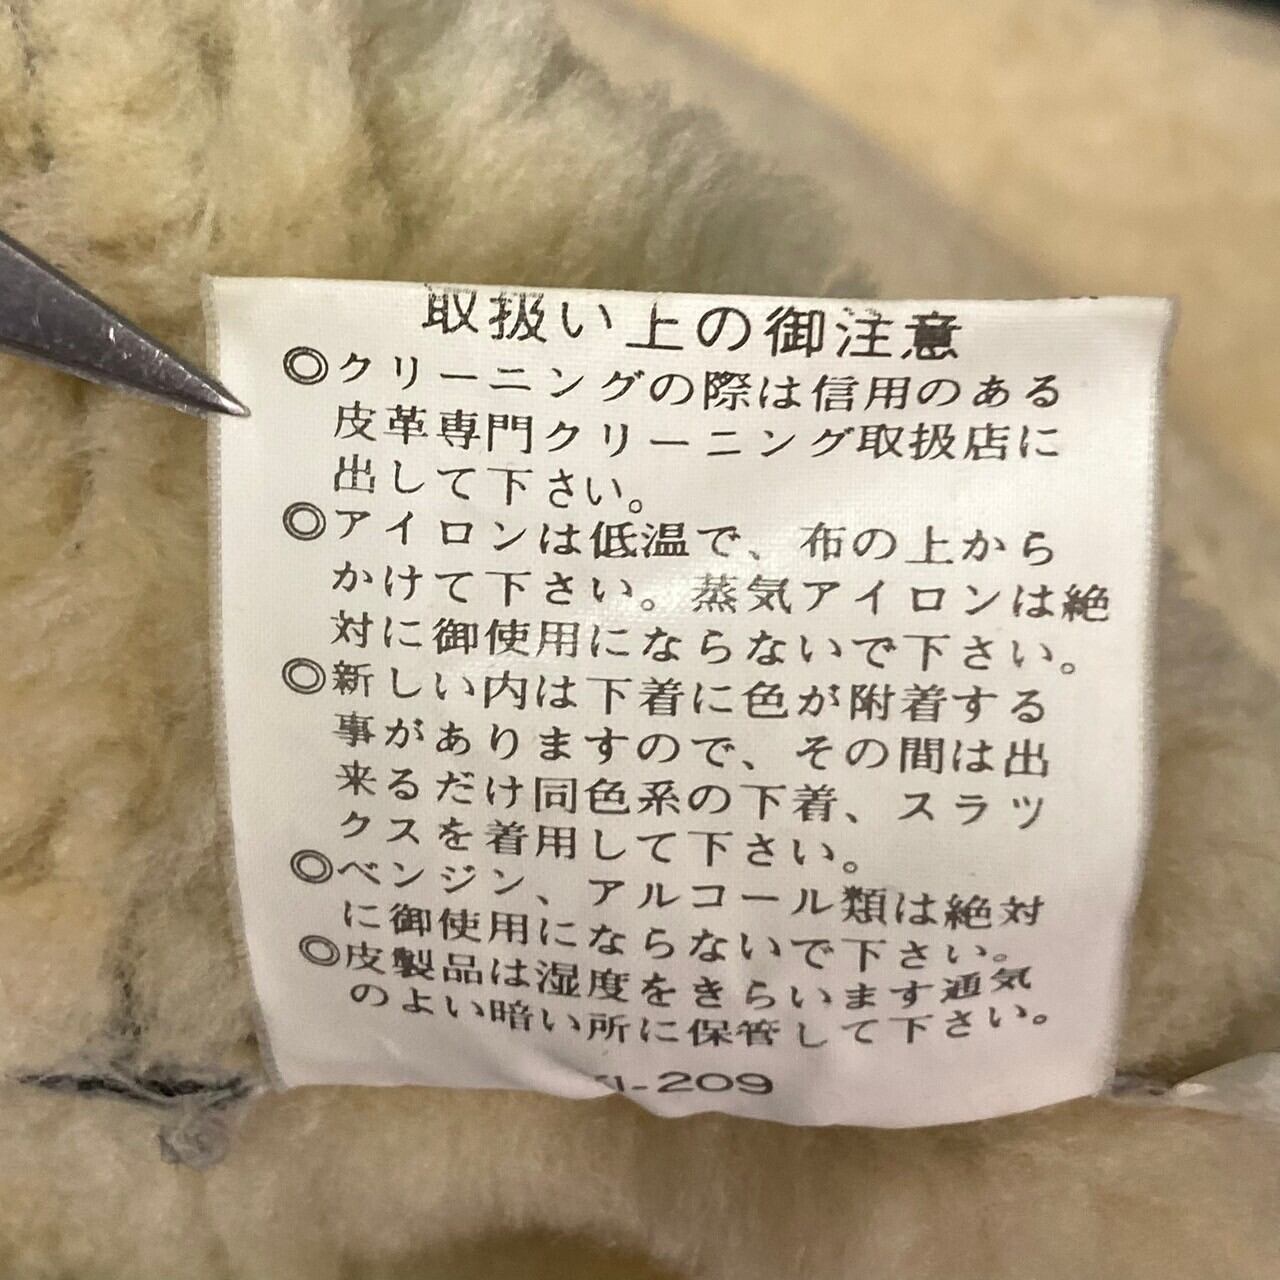 取扱い上の御注意
◎クリーニングの際は信用のある
皮革専門クリーニング取扱店に
出して下さい。
◎アイロンは低温で、布の上から
かけて下さい。蒸気アイロンは絶
対に御使用にならないで下さい。
◎新しい内は下着に色が附着する
事がありますので、その間は出
来るだけ同色系の下着、スラッ
クスを着用して下さい。
◎ベンジン、アルコール類は絶対
に御使用にならないで下さい。
◎皮製品は湿度をきらいます通気
のよい暗い所に保管して下さい。
-209